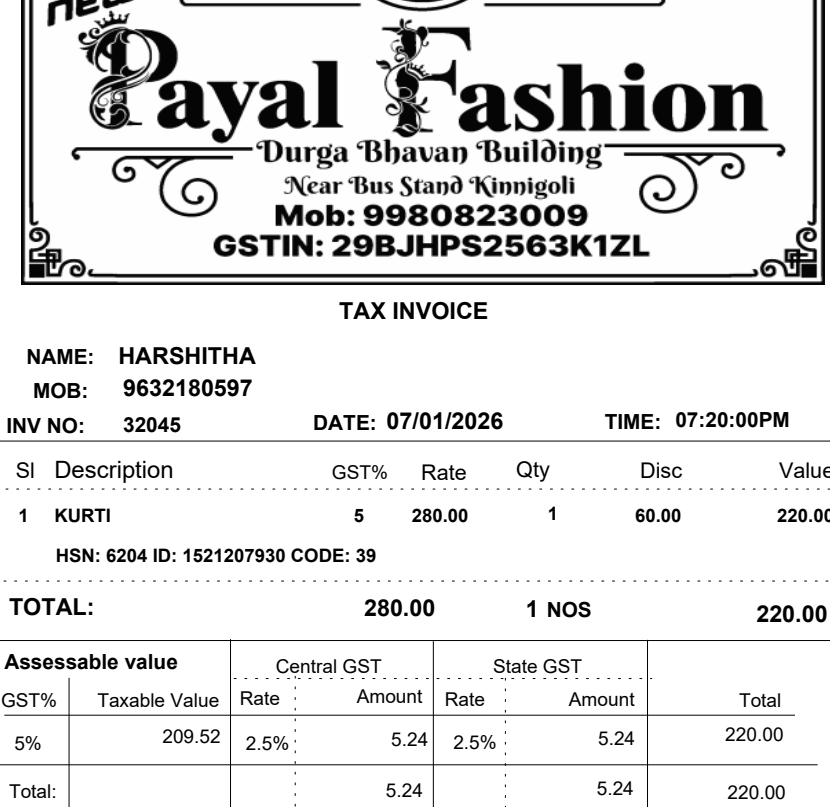 new
Payal Fashion
Durga Bhavan Building
Near Bus Stand Kinnigoli
Mob: 9980823009
GSTIN: 29BJHPS2563K1ZL
TAX INVOICE
NAME: HARSHITHA
MOB: 9632180597
INV NO: 32045 DATE: 07/01/2026 TIME: 07:20:00PM
Sl Description GST% Rate Qty Disc Value
1 KURTI 5 280.00 1 60.00 220.00
HSN: 6204 ID: 1521207930 CODE: 39
TOTAL: 280.00 1 NOS 220.00
Assessable value Central GST State GST
GST% Taxable Value Rate Amount Rate Amount Total
5% 209.52 2.5% 5.24 2.5% 5.24 220.00
Total: 5.24 5.24 220.00